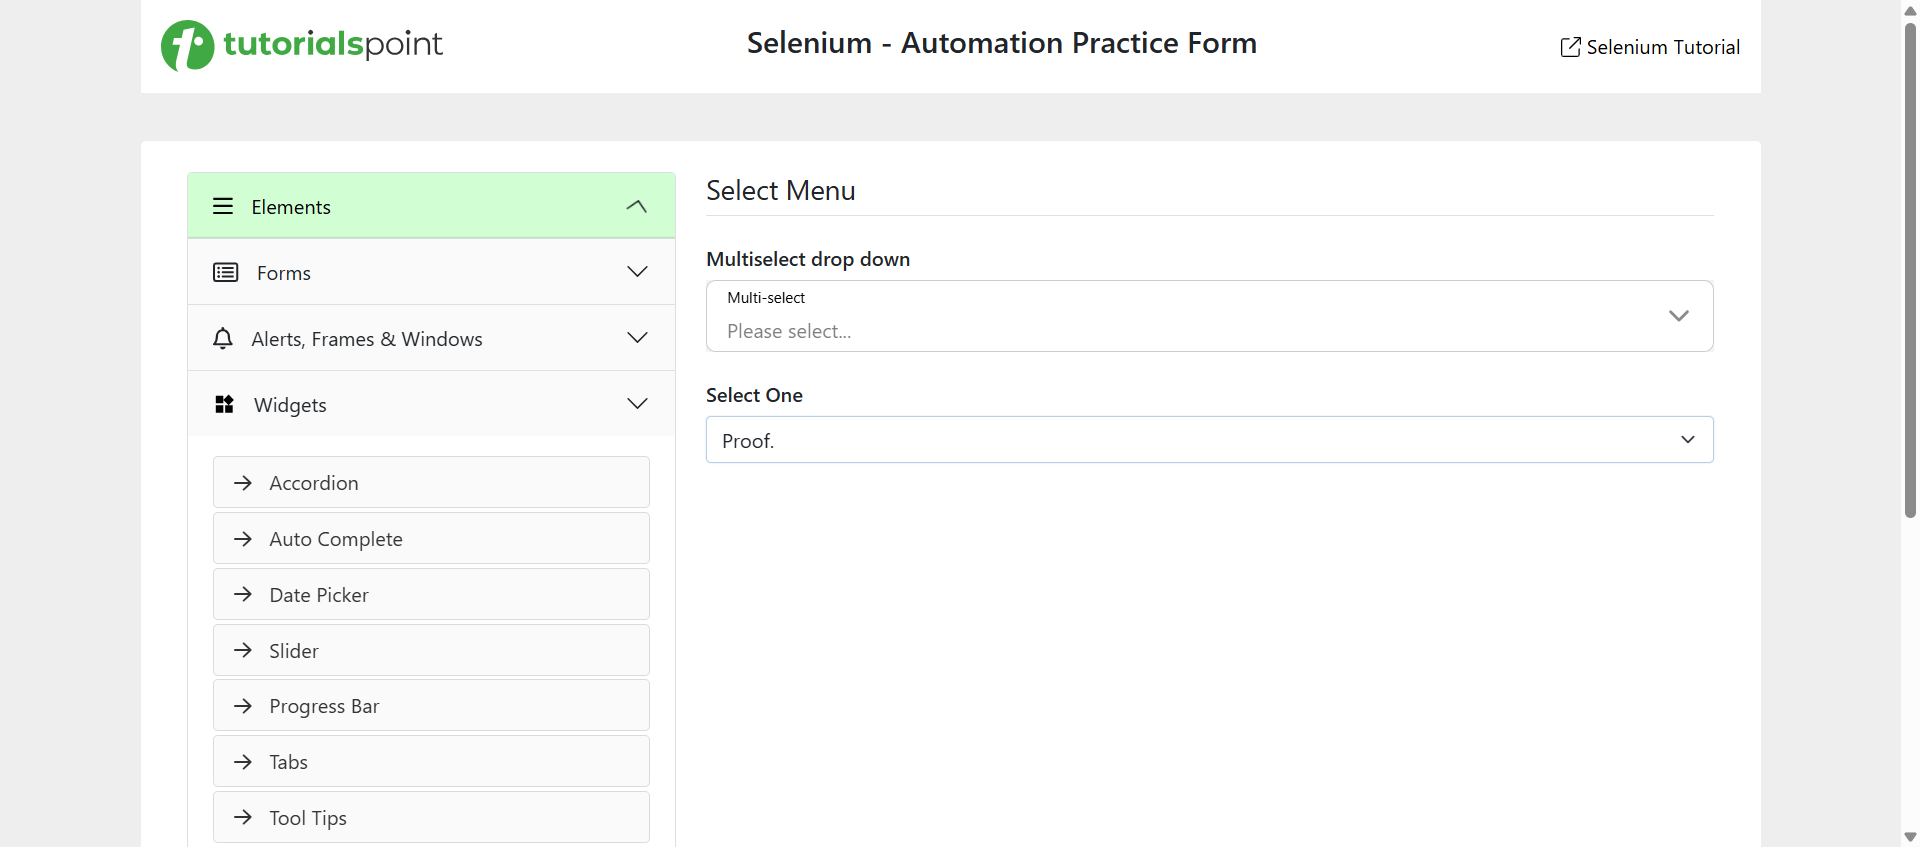 tutorialspoint
Selenium - Automation Practice Form
Selenium Tutorial
Elements
Forms
Alerts, Frames & Windows
Widgets
Accordion
Auto Complete
Date Picker
Slider
Progress Bar
Tabs
Tool Tips
Select Menu
Multiselect drop down
Multi-select
Please select...
Select One
Proof.